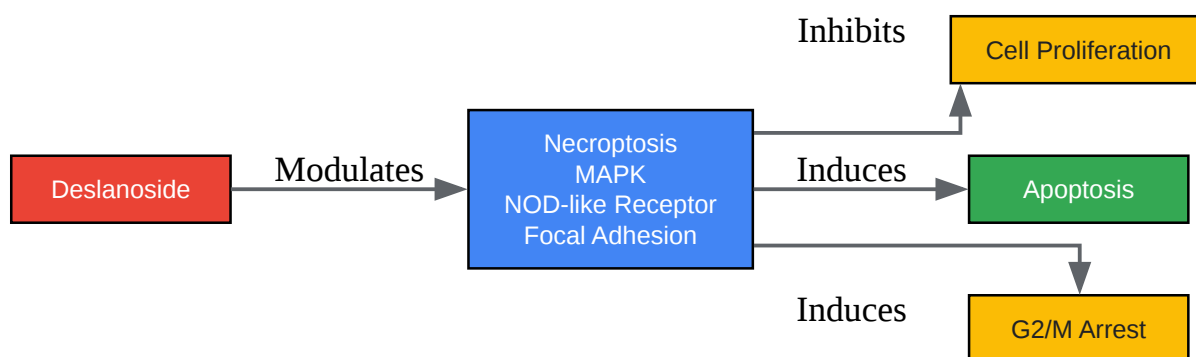 Inhibits
Cell Proliferation
Deslanoside
Modulates
Necroptosis
MAPK
NOD-like Receptor
Focal Adhesion
Induces
Apoptosis
Induces
G2/M Arrest